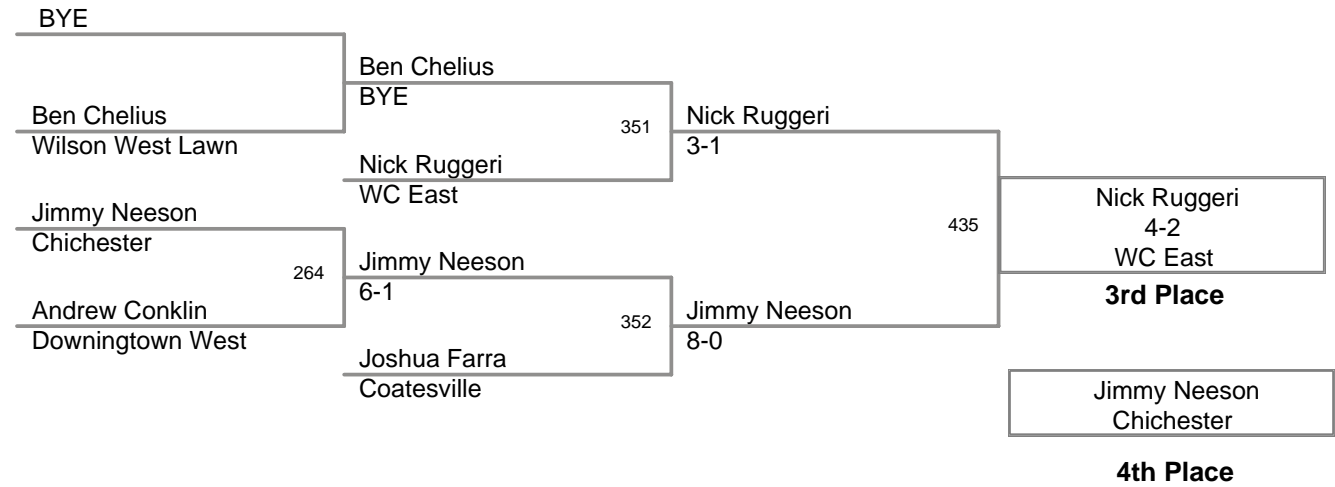 BYE
Ben Chelius
BYE
Ben Chelius
Wilson West Lawn
351
Nick Ruggeri
3-1
Nick Ruggeri
WC East
Jimmy Neeson
Chichester
264
Jimmy Neeson
6-1
Andrew Conklin
Downingtown West
352
Jimmy Neeson
8-0
Joshua Farra
Coatesville
435
Nick Ruggeri
4-2
WC East
3rd Place
Jimmy Neeson
Chichester
4th Place